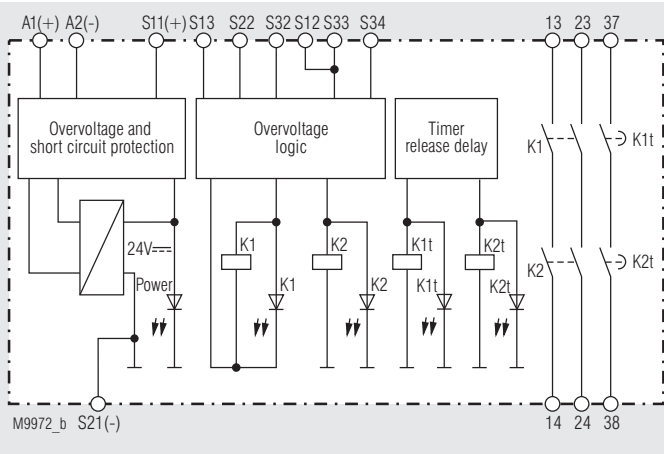 A1(+) A2(-) S11(+) S13 S22 S32 S12 S33 S34 13 23 37
Overvoltage and
short circuit protection
Overvoltage
logic
Timer
release delay
K1 K1t
24V
K1 K2 K1t K2t
K2 K2t
Power K1 K2 K1t K2t
M9972_b S21(-) 14 24 38